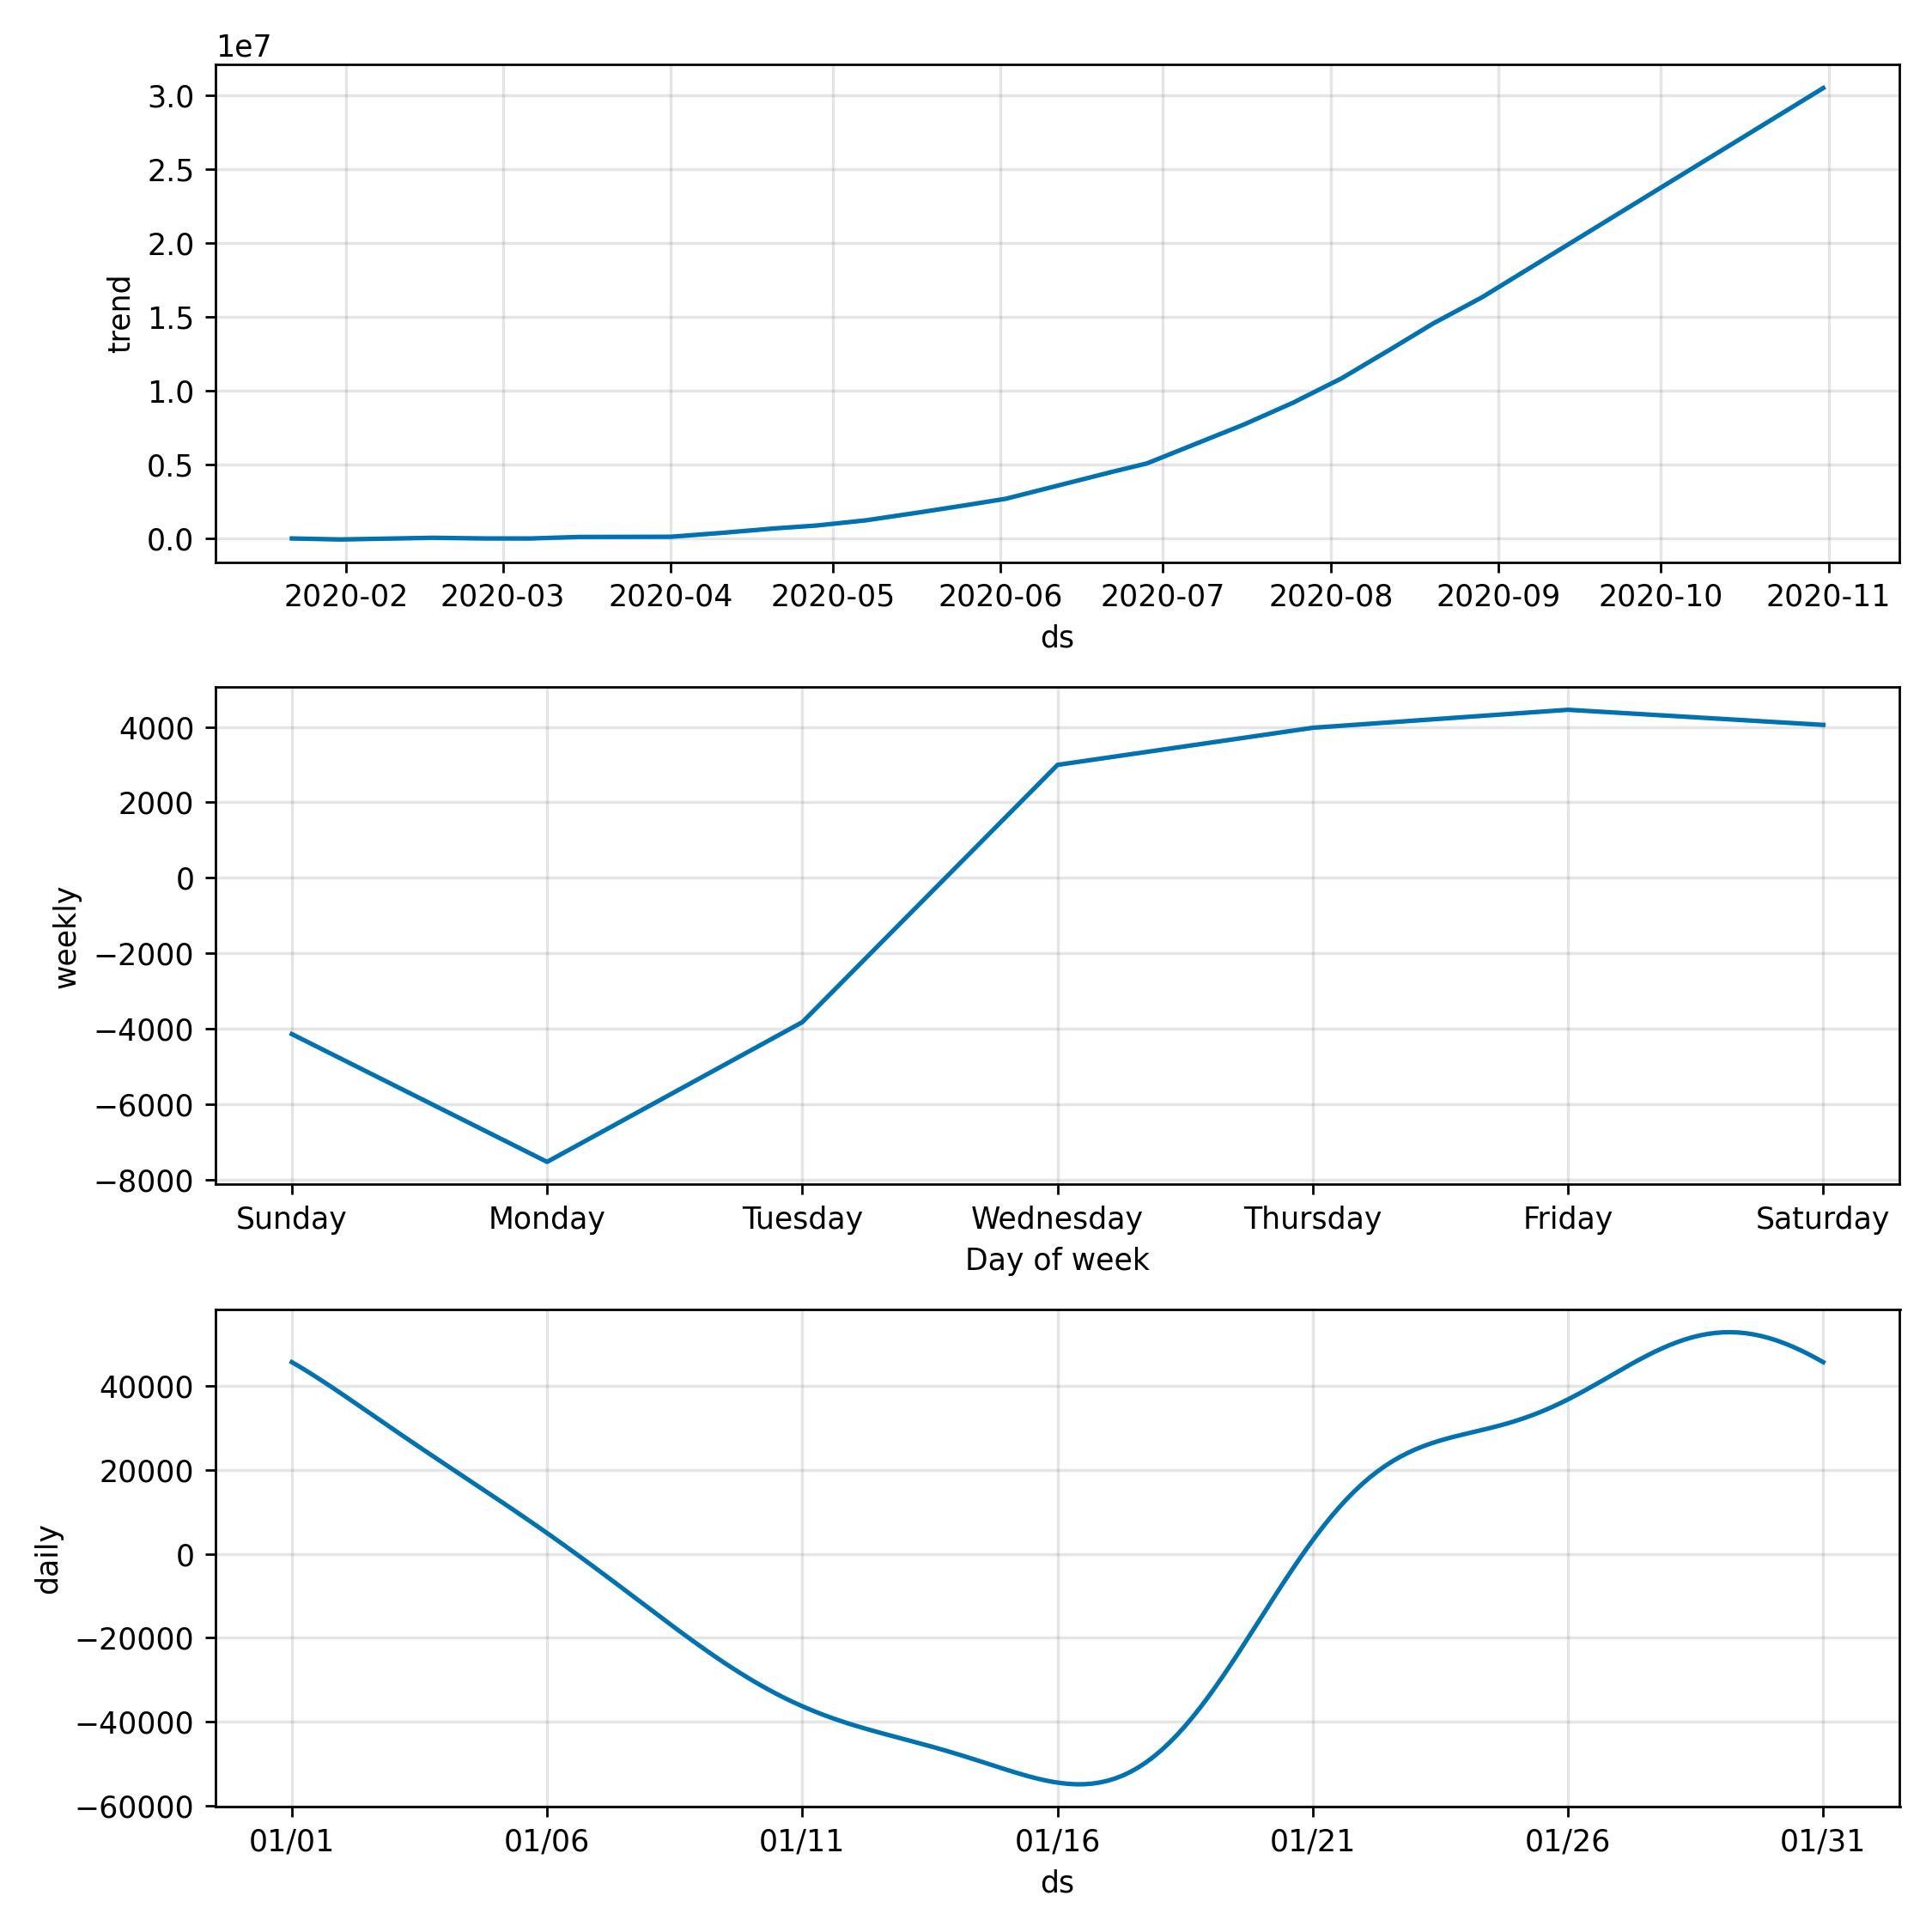 1e7
3.0
2.5
2.0
1.5
1.0
0.5
0.0
trend
2020-02 2020-03 2020-04 2020-05 2020-06 2020-07 2020-08 2020-09 2020-10 2020-11
ds
4000
2000
0
−2000
−4000
−6000
−8000
weekly
Sunday Monday Tuesday Wednesday Thursday Friday Saturday
Day of week
40000
20000
0
−20000
−40000
−60000
daily
01/01 01/06 01/11 01/16 01/21 01/26 01/31
ds